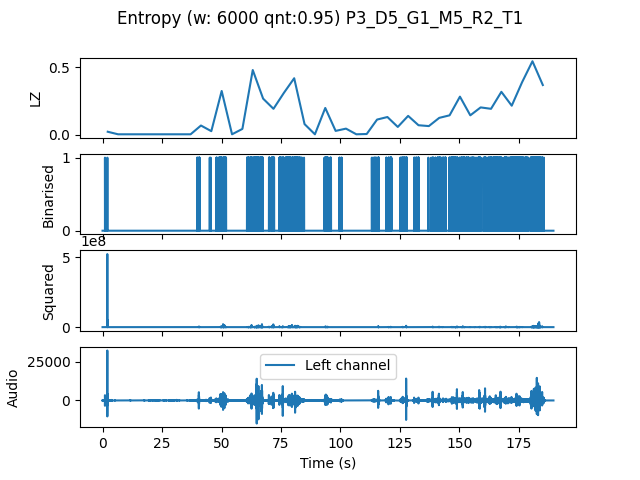 Entropy (w: 6000 qnt:0.95) P3_D5_G1_M5_R2_T1
LZ
0.5
0.0
Binarised
1
0
1e8
Squared
5
0
Audio
25000
0
Left channel
0 25 50 75 100 125 150 175
Time (s)